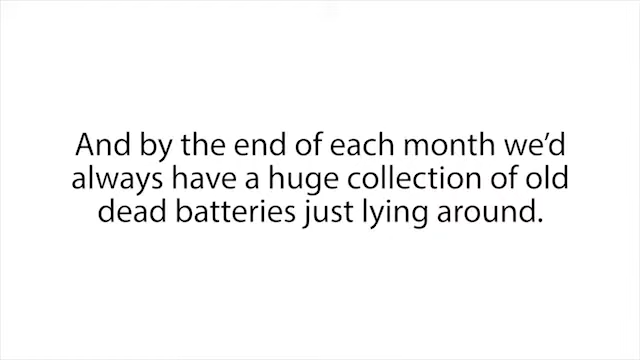 And by the end of each month we’d
always have a huge collection of old
dead batteries just lying around.